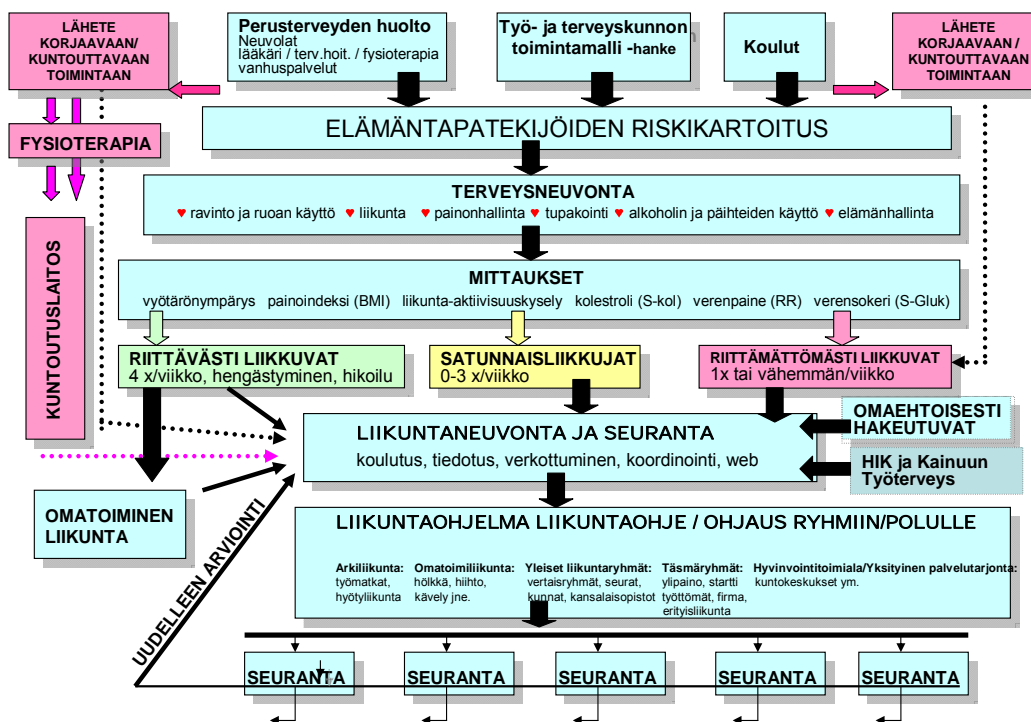 LÄHETE
KORJAAVAAN/
KUNTOUTTAVAAN
TOIMINTAAN
Perusterveyden huolto
Neuvolat
lääkäri / terv.hoit. / fysioterapia
vanhuspalvelut
Työ- ja terveyskunnon
toimintamalli -hanke
Koulut
LÄHETE
KORJAAVAAN /
KUNTOUTTAVAAN
TOIMINTAAN
ELÄMÄNTAPATEKIJÖIDEN RISKIKARTOITUS
FYSIOTERAPIA
TERVEYSNEUVONTA
♥ ravinto ja ruoan käyttö ♥ liikunta ♥ painonhallinta ♥ tupakointi ♥ alkoholin ja päihteiden käyttö ♥ elämänhallinta
KUNTOUTUSLAITOS
MITTAUKSET
vyötärönympärys painoindeksi (BMI) liikunta-aktiivisuuskysely kolestroli (S-kol) verenpaine (RR) verensokeri (S-Gluk)
RIITTÄVÄSTI LIIKKUVAT
4 x/viikko, hengästyminen, hikoilu
SATUNNAISLIIKKUJAT
0-3 x/viikko
RIITTÄMÄTTÖMÄSTI LIIKKUVAT
1x tai vähemmän/viikko
LIIKUNTANEUVONTA JA SEURANTA
koulutus, tiedotus, verkottuminen, koordinointi, web
OMAEHTOISESTI
HAKEUTUVAT
HIK ja Kainuun
Työterveys
OMATOIMINEN
LIIKUNTA
UUDELLEEN ARVIOINTI
LIIKUNTAOHJELMA LIIKUNTAOHJE / OHJAUS RYHMIIN/POLULLE
Arkiliikunta:
työmatkat,
hyötyliikunta
Omatoimiliikunta:
hölkkä, hiihto,
kävely jne.
Yleiset liikuntaryhmät:
vertaisryhmät, seurat,
kunnat, kansalaisopistot
Täsmäryhmät:
ylipaino, startti
työttömät, firma,
erityisliikunta
Hyvinvointitoimiala/Yksityinen palvelutarjonta:
kuntokeskukset ym.
SEURANTA
SEURANTA
SEURANTA
SEURANTA
SEURANTA